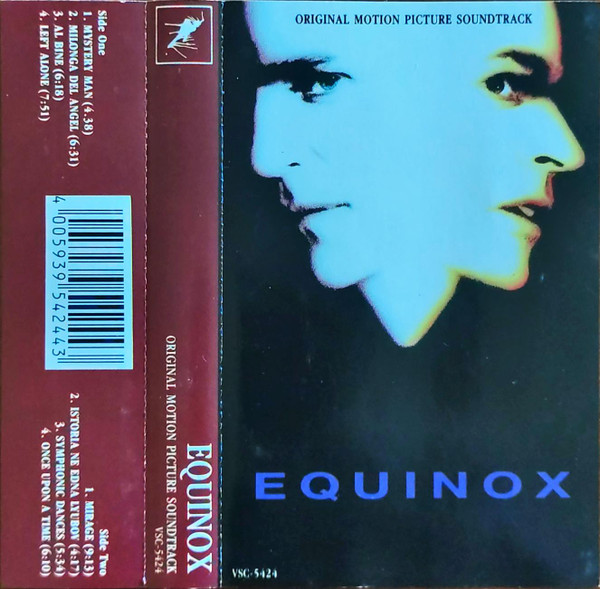 Side One
1. MYSTERY MAN (4.38)
2. MILONGA DEL ANGEL (6:31)
3. AL BINE (6:18)
4. LEFT ALONE (7:51)
4 005939 542443
Side Two
1. MIRAGE (9:13)
2. ISTORIA NE EDNA LYUBOV (4:17)
3. SYMPHONIC DANCES (5:34)
4. ONCE UPON A TIME (6:10)
EQUINOX
ORIGINAL MOTION PICTURE SOUNDTRACK
VSC-5424
ORIGINAL MOTION PICTURE SOUNDTRACK
EQUINOX
VSC-5424